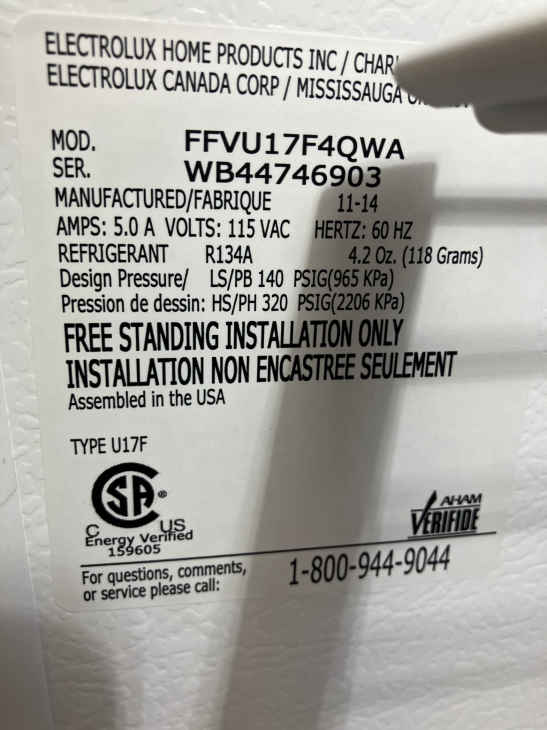 ELECTROLUX HOME PRODUCTS INC / CHAR
ELECTROLUX CANADA CORP / MISSISSAUGA
MOD. FFVU17F4QWA
SER. WB44746903
MANUFACTURED/FABRIQUE 11-14
AMPS: 5.0 A VOLTS: 115 VAC HERTZ: 60 HZ
REFRIGERANT R134A 4.2 Oz. (118 Grams)
Design Pressure/ LS/PB 140 PSIG(965 KPa)
Pression de dessin: HS/PH 320 PSIG(2206 KPa)
FREE STANDING INSTALLATION ONLY
INSTALLATION NON ENCASTREE SEULEMENT
Assembled in the USA
TYPE U17F
SA ®
C US
Energy Verified
159605
AHAM
VERIFIDE
For questions, comments,
or service please call:
1-800-944-9044